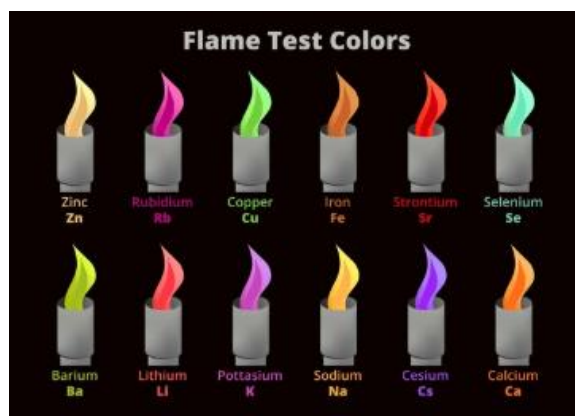 Flame Test Colors
Zinc Rubidium Copper Iron Strontium Selenium
Zn Rb Cu Fe Sr Se
Barium Lithium Pottasium Sodium Cesium Calcium
Ba Li K Na Cs Ca